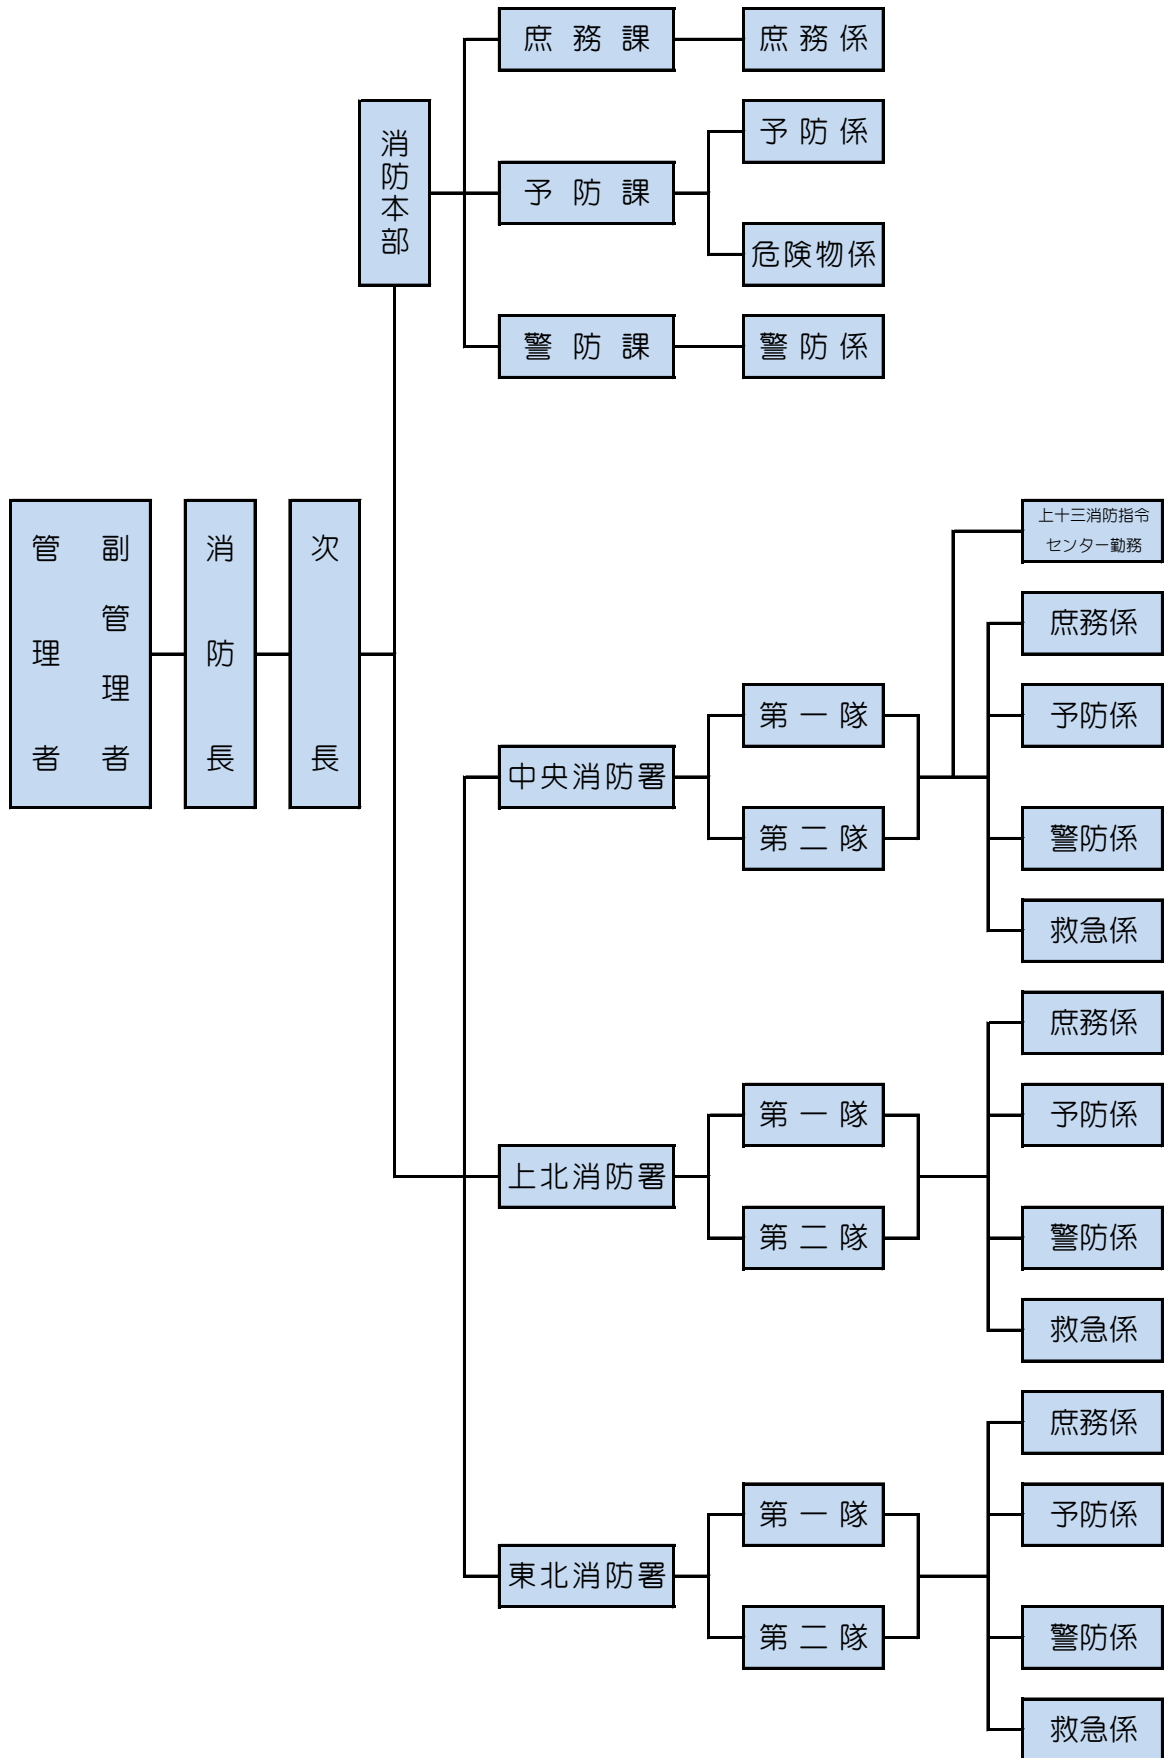 管理者
副管理者
消防長
次長
消防本部
庶務課
庶務係
予防課
予防係
危険物係
警防課
警防係
中央消防署
第一隊
第二隊
上十三消防指令
センター勤務
庶務係
予防係
警防係
救急係
上北消防署
第一隊
第二隊
庶務係
予防係
警防係
救急係
東北消防署
第一隊
第二隊
庶務係
予防係
警防係
救急係